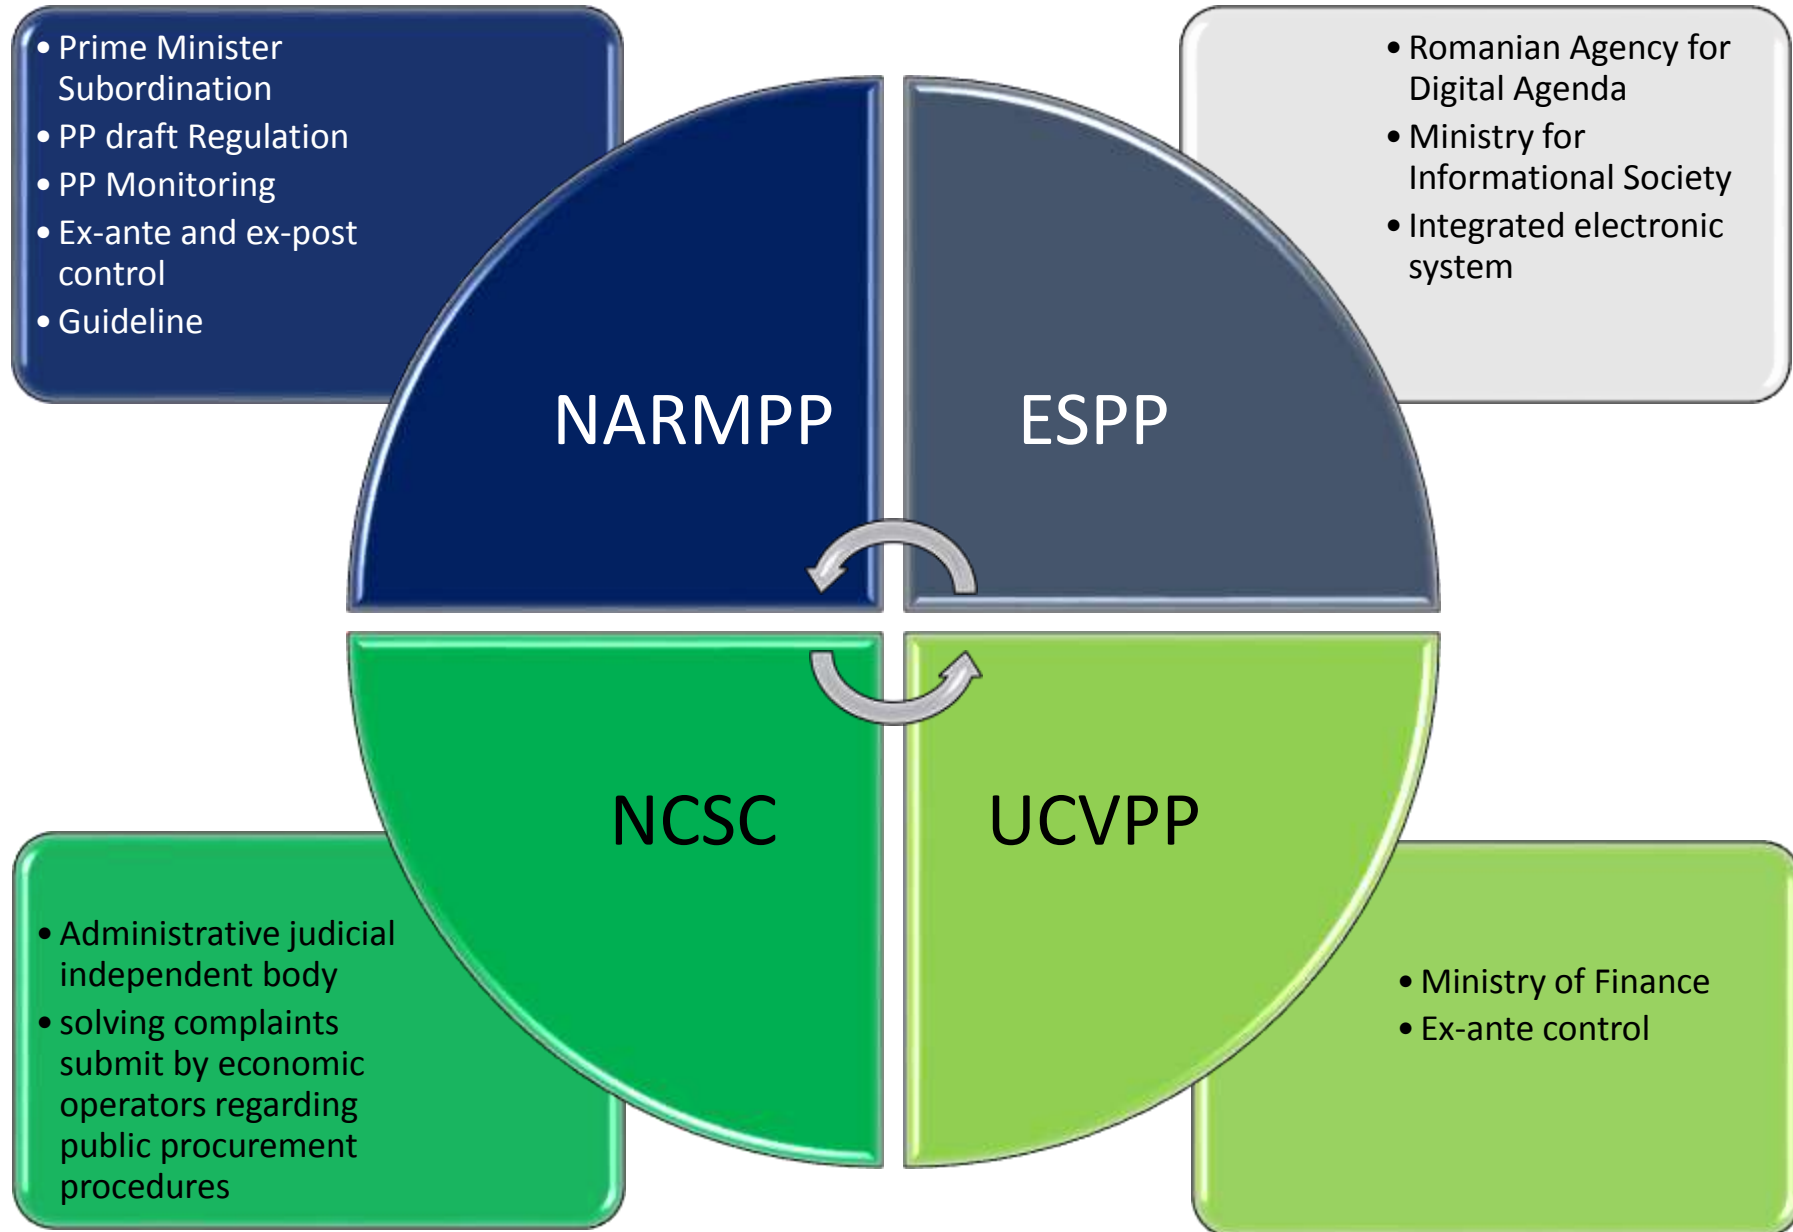 • Prime Minister
Subordination
• PP draft Regulation
• PP Monitoring
• Ex-ante and ex-post
control
• Guideline
• Romanian Agency for
Digital Agenda
• Ministry for
Informational Society
• Integrated electronic
system
NARMPP
ESPP
NCSC
UCVPP
• Administrative judicial
independent body
• solving complaints
submit by economic
operators regarding
public procurement
procedures
• Ministry of Finance
• Ex-ante control